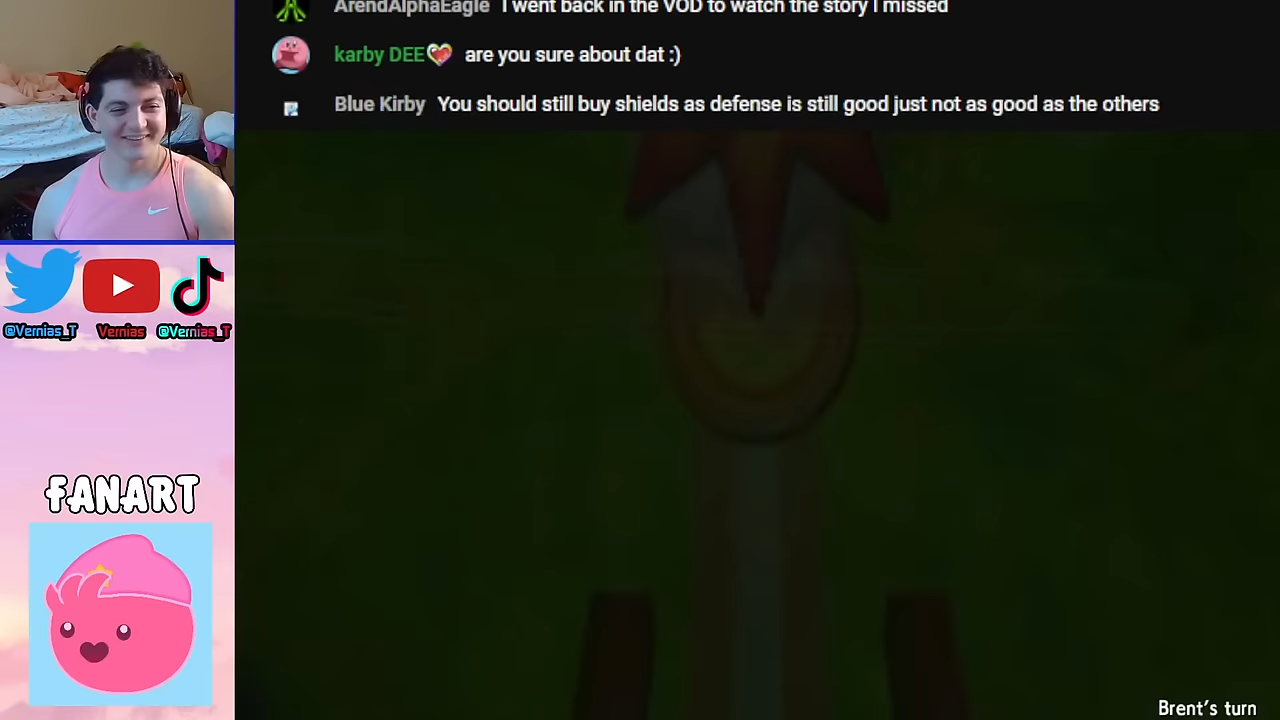 ArendAlphaEagle I went back in the VOD to watch the story I missed
karby DEE💝 are you sure about dat :)
Blue Kirby You should still buy shields as defense is still good just not as good as the others
@Vernias_T Vernias @Vernias_T
FANART
Brent's turn